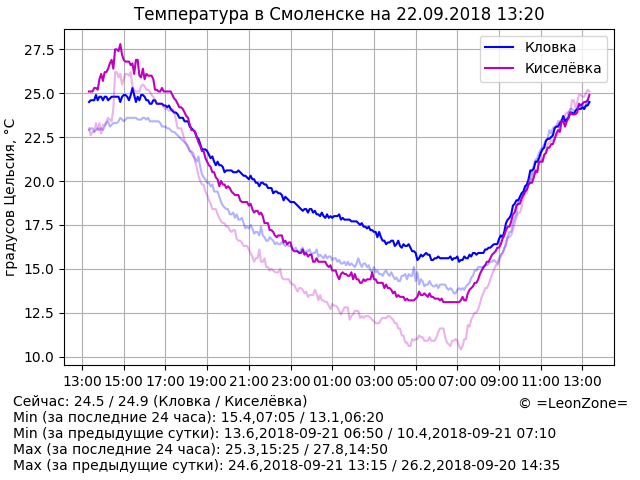 Температура в Смоленске на 22.09.2018 13:20
градусов Цельсия, °C
27.5
25.0
22.5
20.0
17.5
15.0
12.5
10.0
Кловка
Киселёвка
13:00 15:00 17:00 19:00 21:00 23:00 01:00 03:00 05:00 07:00 09:00 11:00 13:00
Сейчас: 24.5 / 24.9 (Кловка / Киселёвка)
© =LeonZone=
Min (за последние 24 часа): 15.4,07:05 / 13.1,06:20
Min (за предыдущие сутки): 13.6,2018-09-21 06:50 / 10.4,2018-09-21 07:10
Max (за последние 24 часа): 25.3,15:25 / 27.8,14:50
Max (за предыдущие сутки): 24.6,2018-09-21 13:15 / 26.2,2018-09-20 14:35